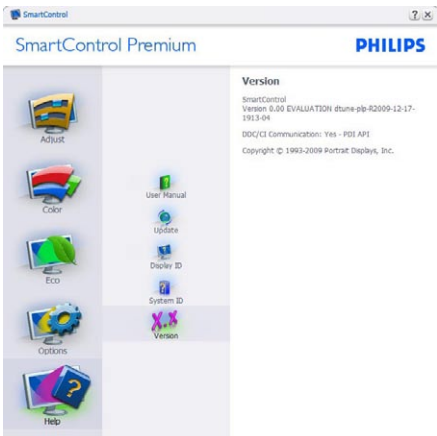 SmartControl
? x
SmartControl Premium
PHILIPS
Adjust
Color
Eco
Options
Help
User Manual
Update
Display ID
System ID
X.X
Version
Version
SmartControl
Version 0.00 EVALUATION dtune-plp-R2009-12-17-
1913-04
DDC/CI Communication: Yes - PDI API
Copyright © 1993-2009 Portrait Displays, Inc.